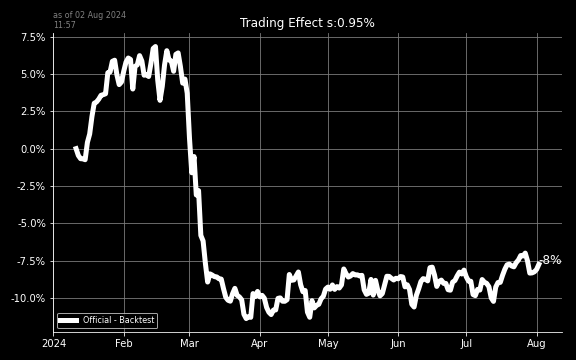 as of 02 Aug 2024
11:57
Trading Effect s:0.95%
7.5%
5.0%
2.5%
0.0%
-2.5%
-5.0%
-7.5%
-10.0%
-8%
Official - Backtest
2024 Feb Mar Apr May Jun Jul Aug